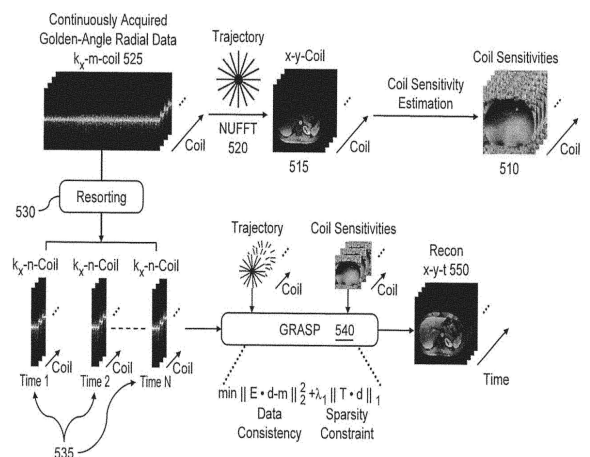 Continuously Acquired
Golden-Angle Radial Data
kx-m-coil 525
Trajectory
x-y-Coil
Coil Sensitivities
Coil
NUFFT
520
Coil
515
Coil Sensitivity
Estimation
Coil
510
530
Resorting
kx-n-Coil kx-n-Coil kx-n-Coil
Coil
Time 1
Coil
Time 2
Coil
Time N
535
Trajectory
Coil
Coil Sensitivities
Coil
GRASP 540
Recon
x-y-t 550
Time
min || E • d-m ||₂² +λ₁ || T • d ||₁
Data
Consistency
Sparsity
Constraint